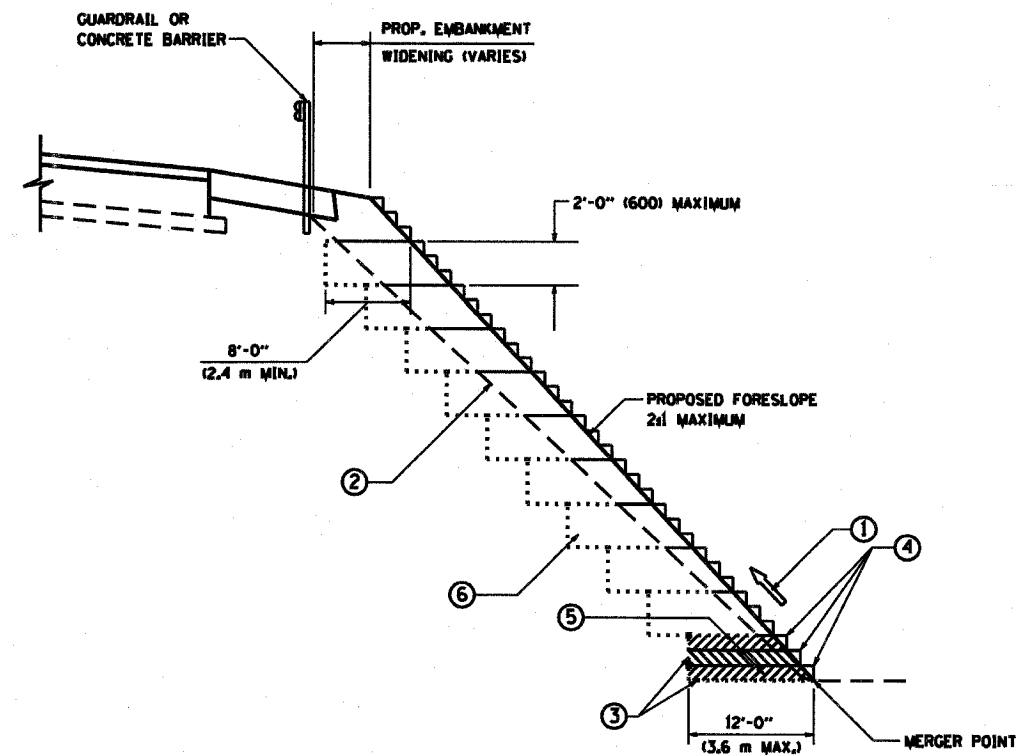 GUARDRAIL OR
CONCRETE BARRIER
PROP. EMBANKMENT
WIDENING (VARIES)
2'-0" (600) MAXIMUM
8'-0"
(2.4 m MIN.)
PROPOSED FORESLOPE
2:1 MAXIMUM
2
1
4
6
5
3
12'-0"
(3.6 m MAX.)
MERGER POINT